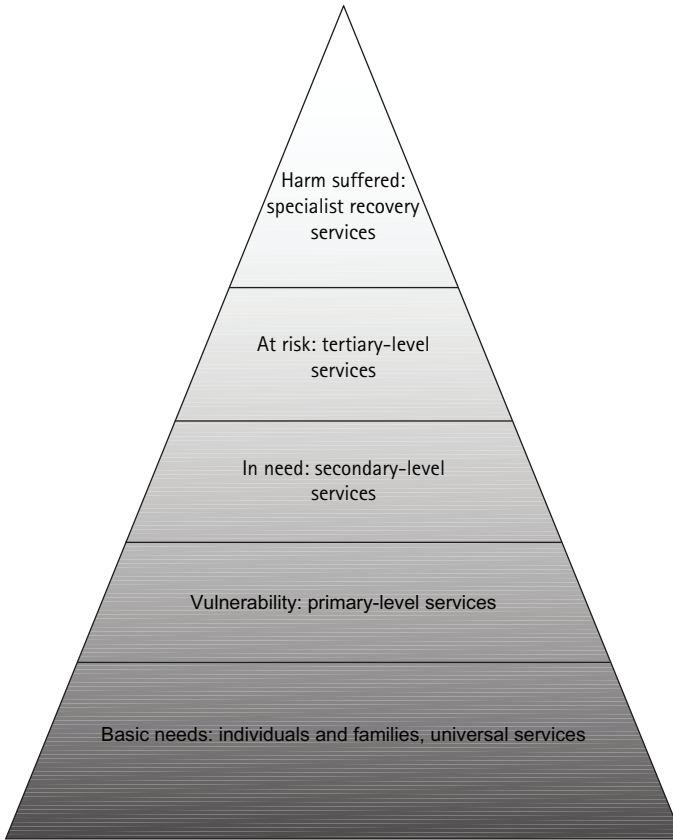 Harm suffered:
specialist recovery
services
At risk: tertiary-level
services
In need: secondary-level
services
Vulnerability: primary-level services
Basic needs: individuals and families, universal services